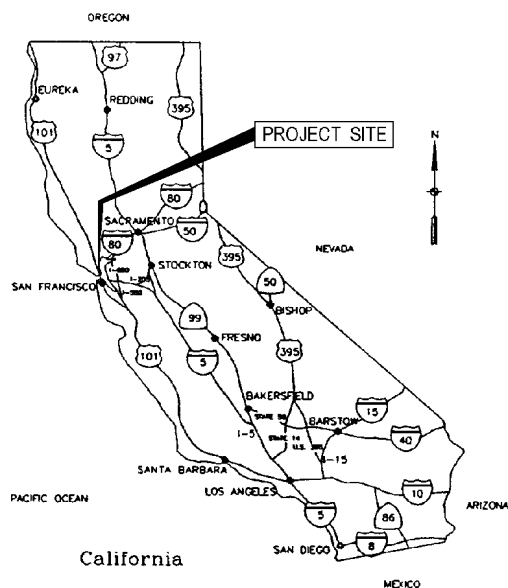 OREGON
97
EUREKA
REDDING
395
101
5
PROJECT SITE
N
80
SACRAMENTO
50
80
395
NEVADA
STOCKTON
SAN FRANCISCO
50
BISHOP
99
FRESNO
101
5
395
BAKERSFIELD
15
STATE 58
BARSTOW
I-5
STATE 14
U.S. 395
40
I-15
SANTA BARBARA
LOS ANGELES
10
PACIFIC OCEAN
5
86
ARIZONA
SAN DIEGO
8
California
MEXICO